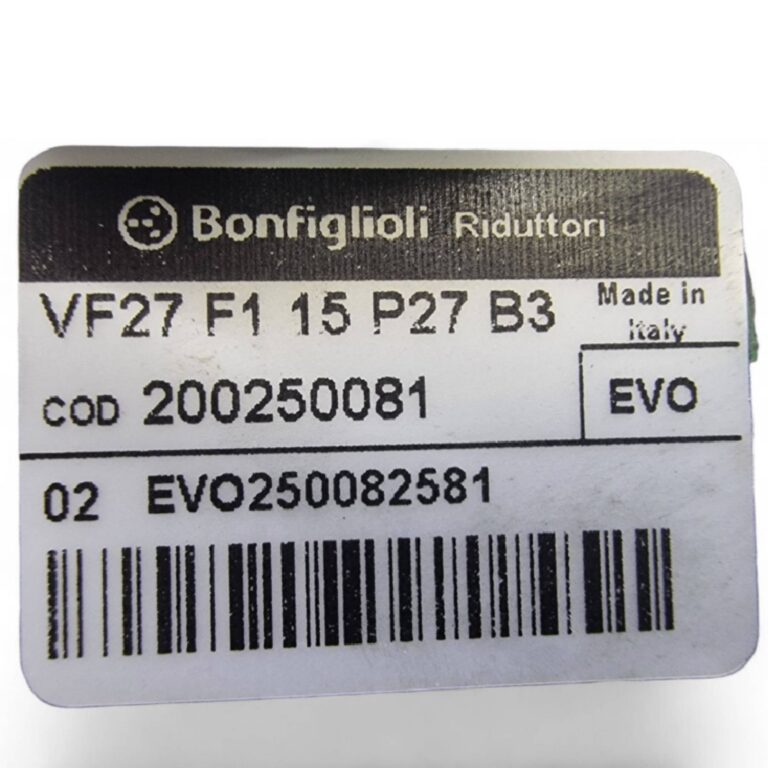 Bonfiglioli Riduttori
VF27 F1 15 P27 B3
Made in
Italy
COD 200250081
EVO
02 EVO250082581